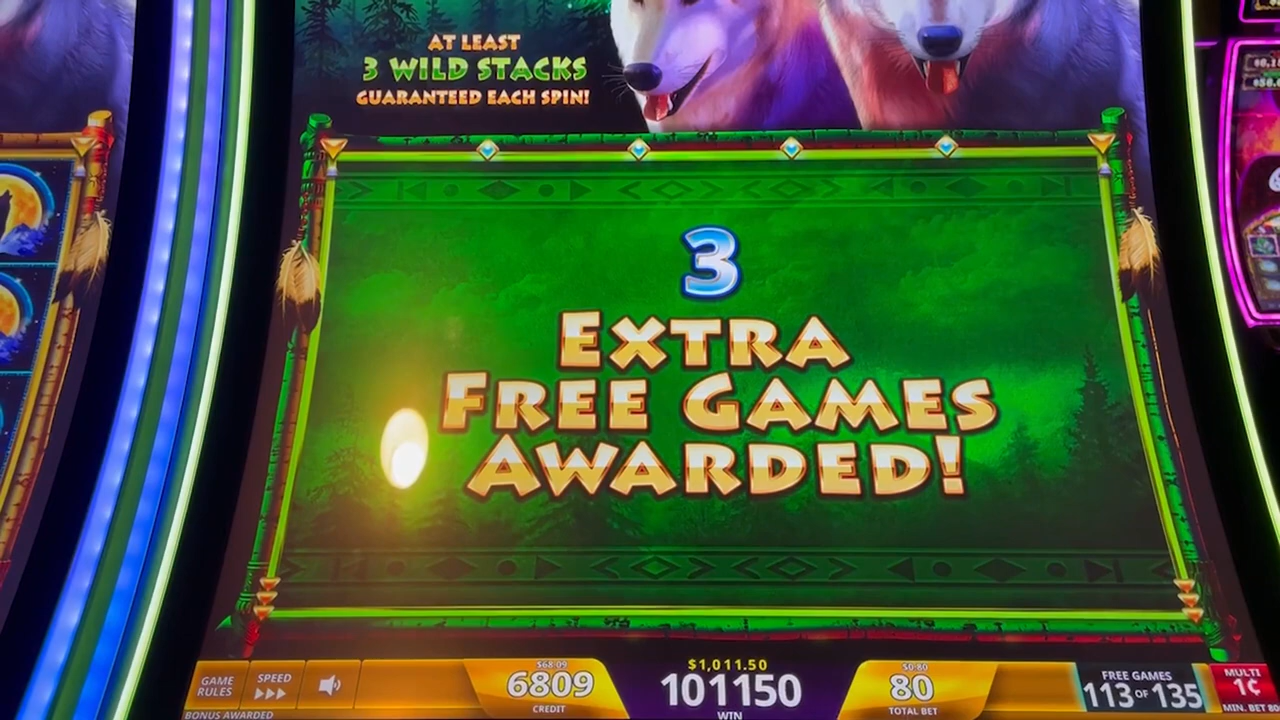 AT LEAST
3 WILD STACKS
GUARANTEED EACH SPIN!
3
EXTRA
FREE GAMES
AWARDED!
GAME
RULES
SPEED
$68.09
6809
CREDIT
$1,011.50
101150
WIN
$0.80
80
TOTAL BET
FREE GAMES
113 OF 135
MULTI
1¢
MIN. BET 80
BONUS AWARDED